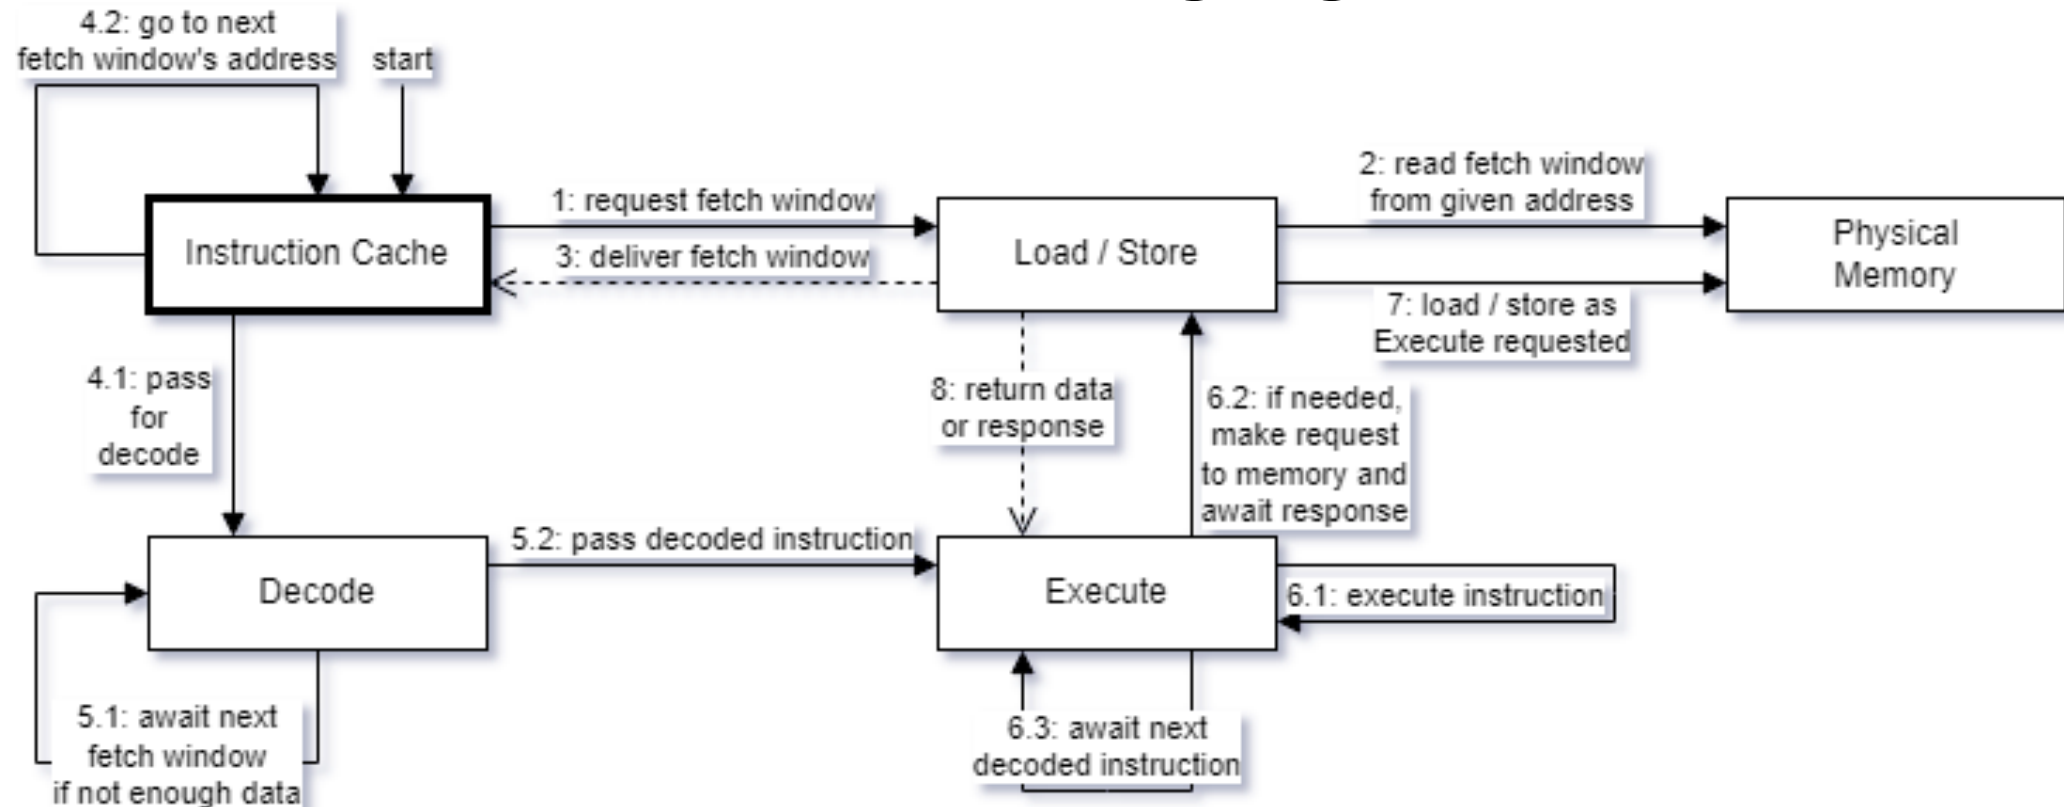 4.2: go to next
fetch window's address
start
Instruction Cache
1: request fetch window
3: deliver fetch window
Load / Store
2: read fetch window
from given address
7: load / store as
Execute requested
Physical
Memory
4.1: pass
for
decode
8: return data
or response
6.2: if needed,
make request
to memory and
await response
Decode
5.2: pass decoded instruction
Execute
6.1: execute instruction
5.1: await next
fetch window
if not enough data
6.3: await next
decoded instruction